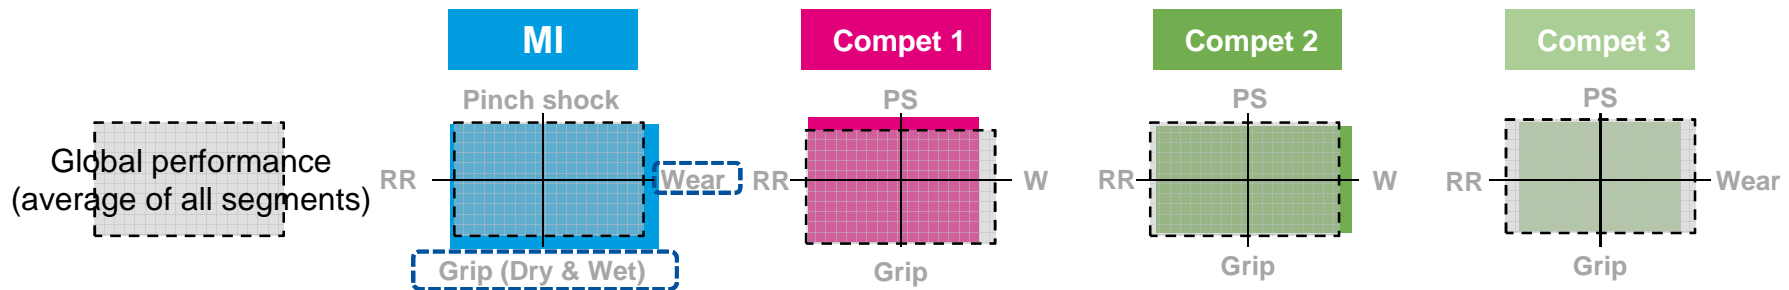 MI
Compet 1
Compet 2
Compet 3
Pinch shock
PS
PS
PS
Global performance
(average of all segments)
RR
Wear
RR
W
RR
W
RR
Wear
Grip (Dry & Wet)
Grip
Grip
Grip